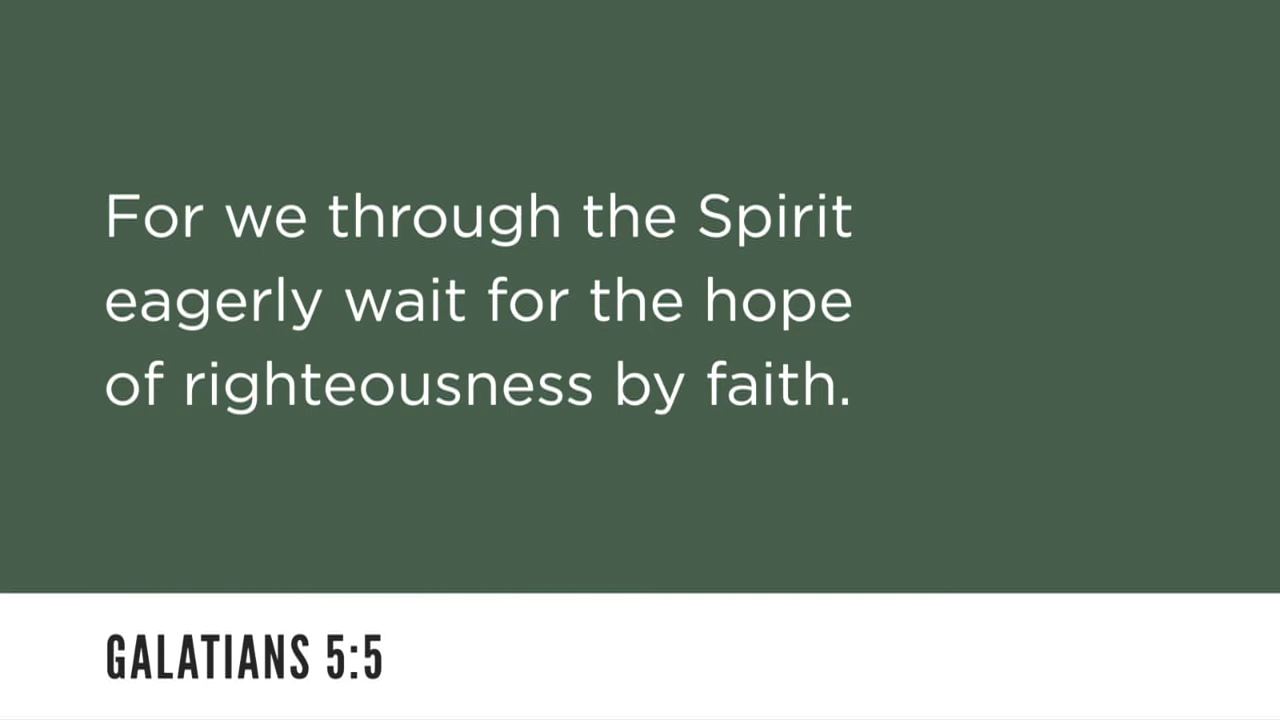 For we through the Spirit
eagerly wait for the hope
of righteousness by faith.
GALATIANS 5:5